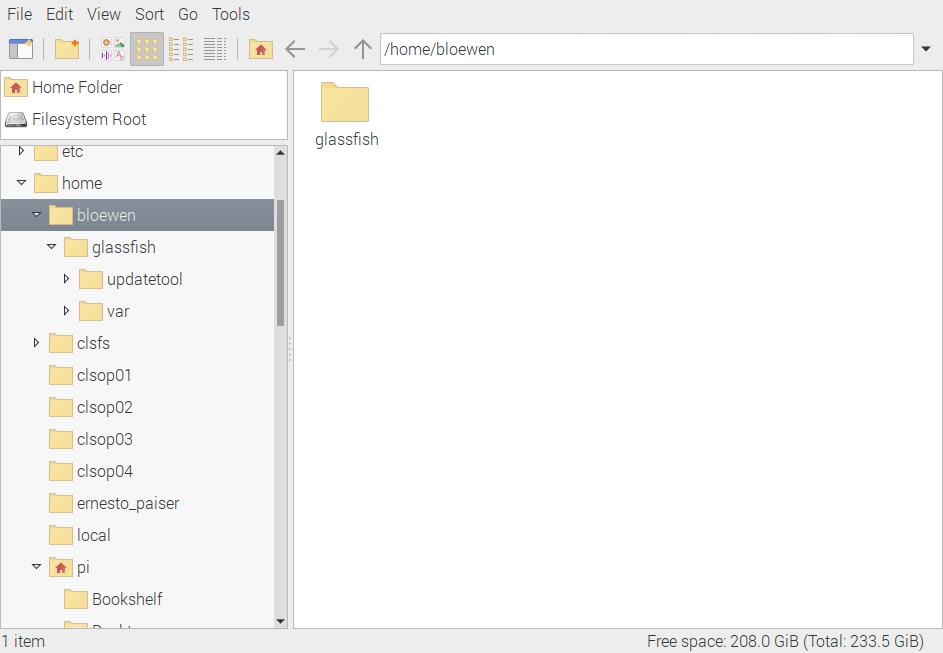 File Edit View Sort Go Tools
/home/bloewen
Home Folder
Filesystem Root
etc
home
bloewen
glassfish
updatetool
var
clsfs
clsop01
clsop02
clsop03
clsop04
ernesto_paiser
local
pi
Bookshelf
glassfish
1 item
Free space: 208.0 GiB (Total: 233.5 GiB)